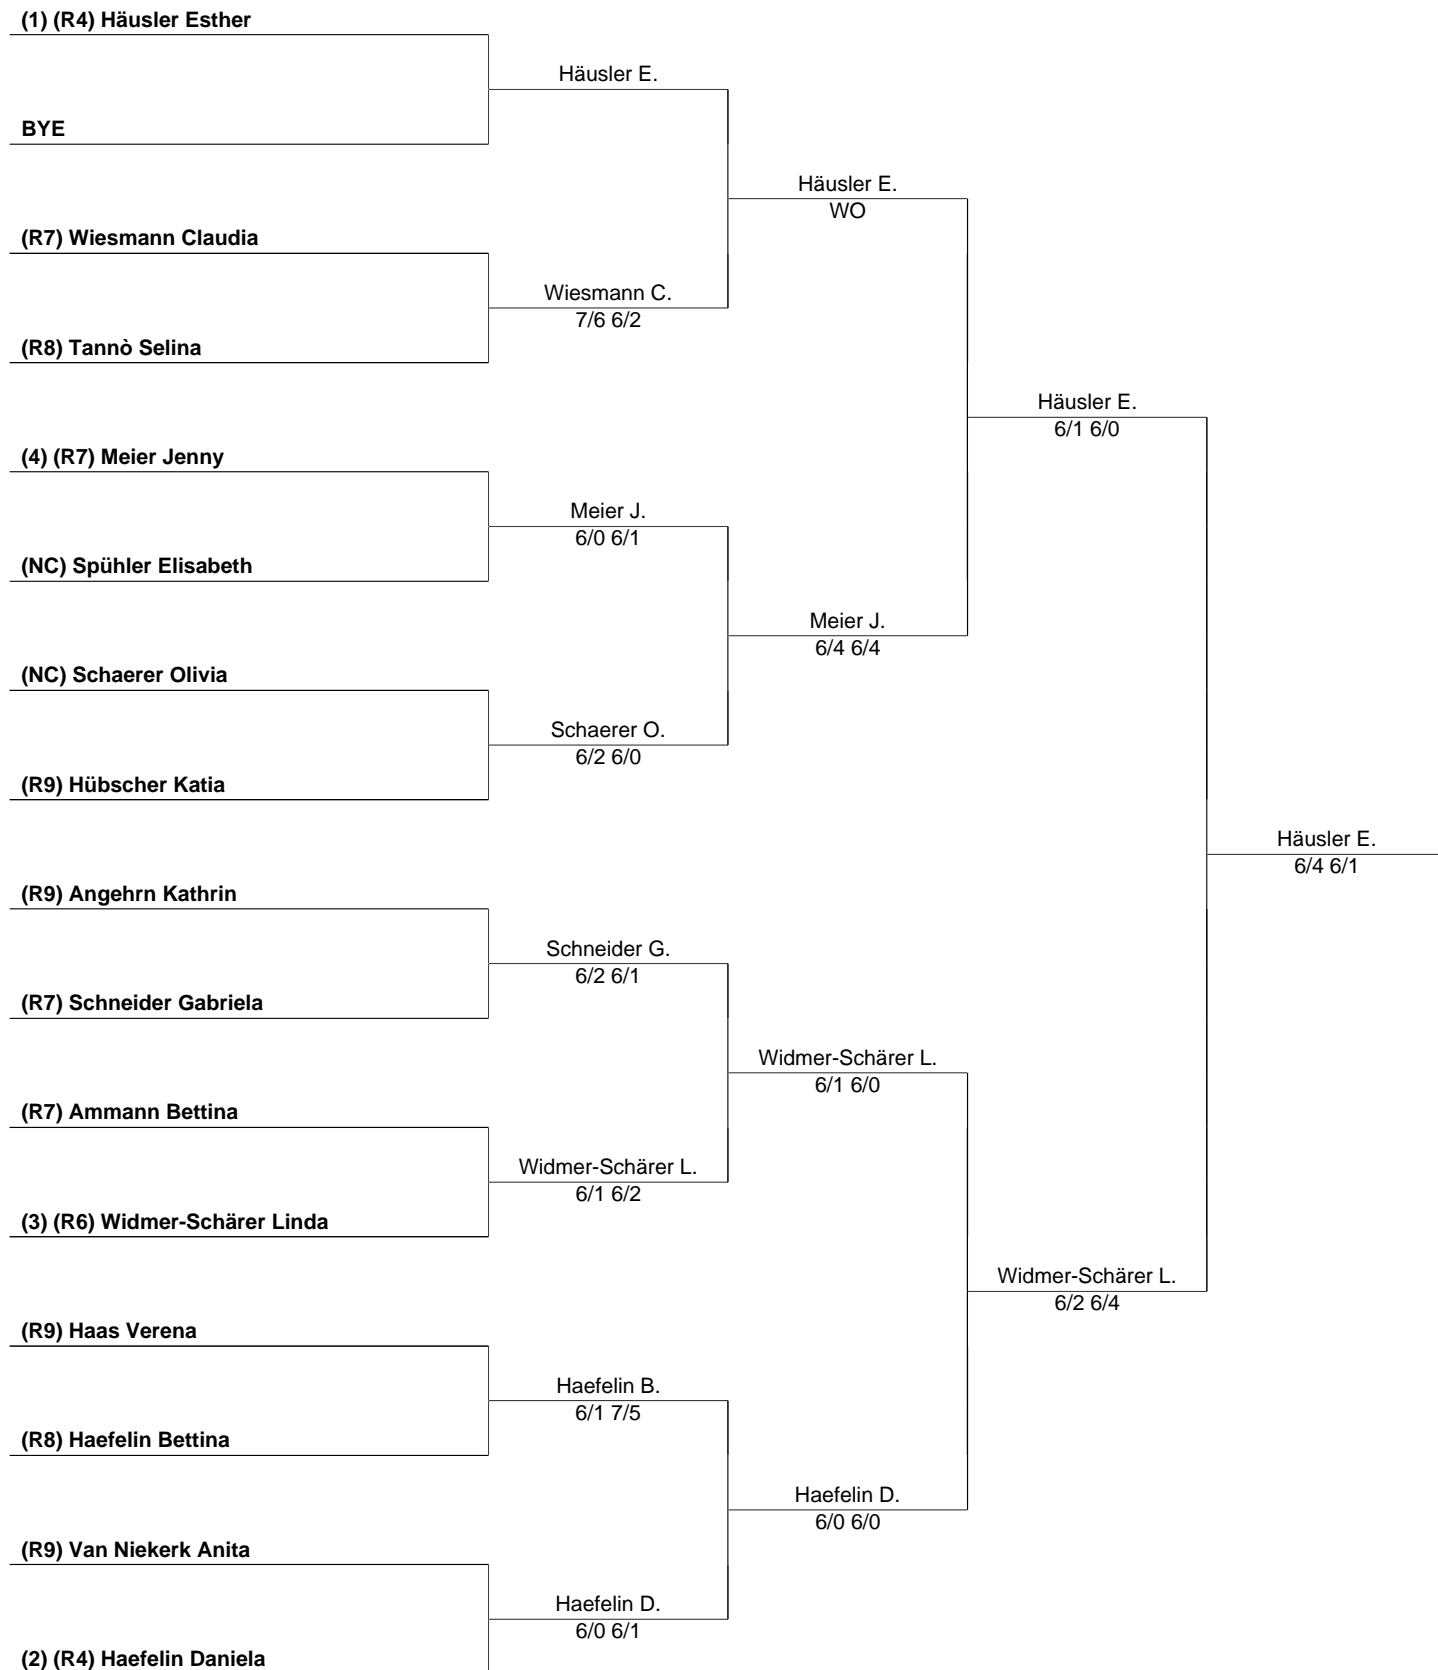 (1) (R4) Häusler Esther
Häusler E.
BYE
Häusler E.
WO
(R7) Wiesmann Claudia
Wiesmann C.
7/6 6/2
(R8) Tannò Selina
Häusler E.
6/1 6/0
(4) (R7) Meier Jenny
Meier J.
6/0 6/1
(NC) Spühler Elisabeth
Meier J.
6/4 6/4
(NC) Schaerer Olivia
Schaerer O.
6/2 6/0
(R9) Hübscher Katia
Häusler E.
6/4 6/1
(R9) Angehrn Kathrin
Schneider G.
6/2 6/1
(R7) Schneider Gabriela
Widmer-Schärer L.
6/1 6/0
(R7) Ammann Bettina
Widmer-Schärer L.
6/1 6/2
(3) (R6) Widmer-Schärer Linda
Widmer-Schärer L.
6/2 6/4
(R9) Haas Verena
Haefelin B.
6/1 7/5
(R8) Haefelin Bettina
Haefelin D.
6/0 6/0
(R9) Van Niekerk Anita
Haefelin D.
6/0 6/1
(2) (R4) Haefelin Daniela